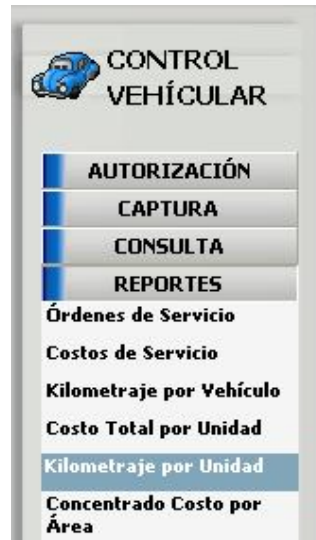 CONTROL
VEHÍCULAR
AUTORIZACIÓN
CAPTURA
CONSULTA
REPORTES
Órdenes de Servicio
Costos de Servicio
Kilometraje por Vehículo
Costo Total por Unidad
Kilometraje por Unidad
Concentrado Costo por
Área